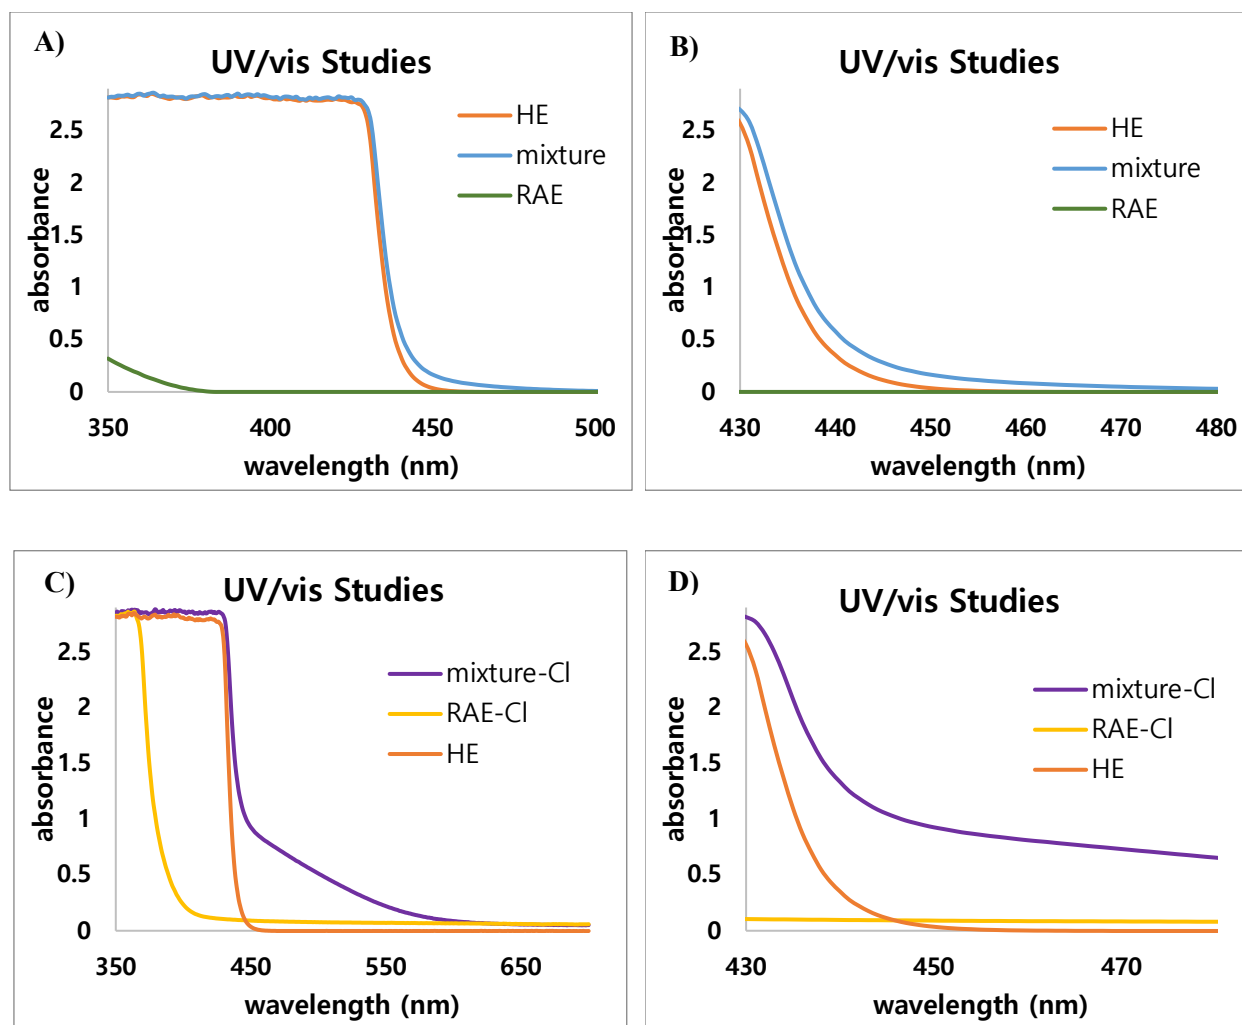 A)
UV/vis Studies
HE
mixture
RAE
2.5
2
1.5
1
0.5
0
absorbance
350
400
450
500
wavelength (nm)
B)
UV/vis Studies
HE
mixture
RAE
2.5
2
1.5
1
0.5
0
absorbance
430
440
450
460
470
480
wavelength (nm)
C)
UV/vis Studies
mixture-Cl
RAE-Cl
HE
2.5
2
1.5
1
0.5
0
absorbance
350
450
550
650
wavelength (nm)
D)
UV/vis Studies
mixture-Cl
RAE-Cl
HE
2.5
2
1.5
1
0.5
0
absorbance
430
450
470
wavelength (nm)